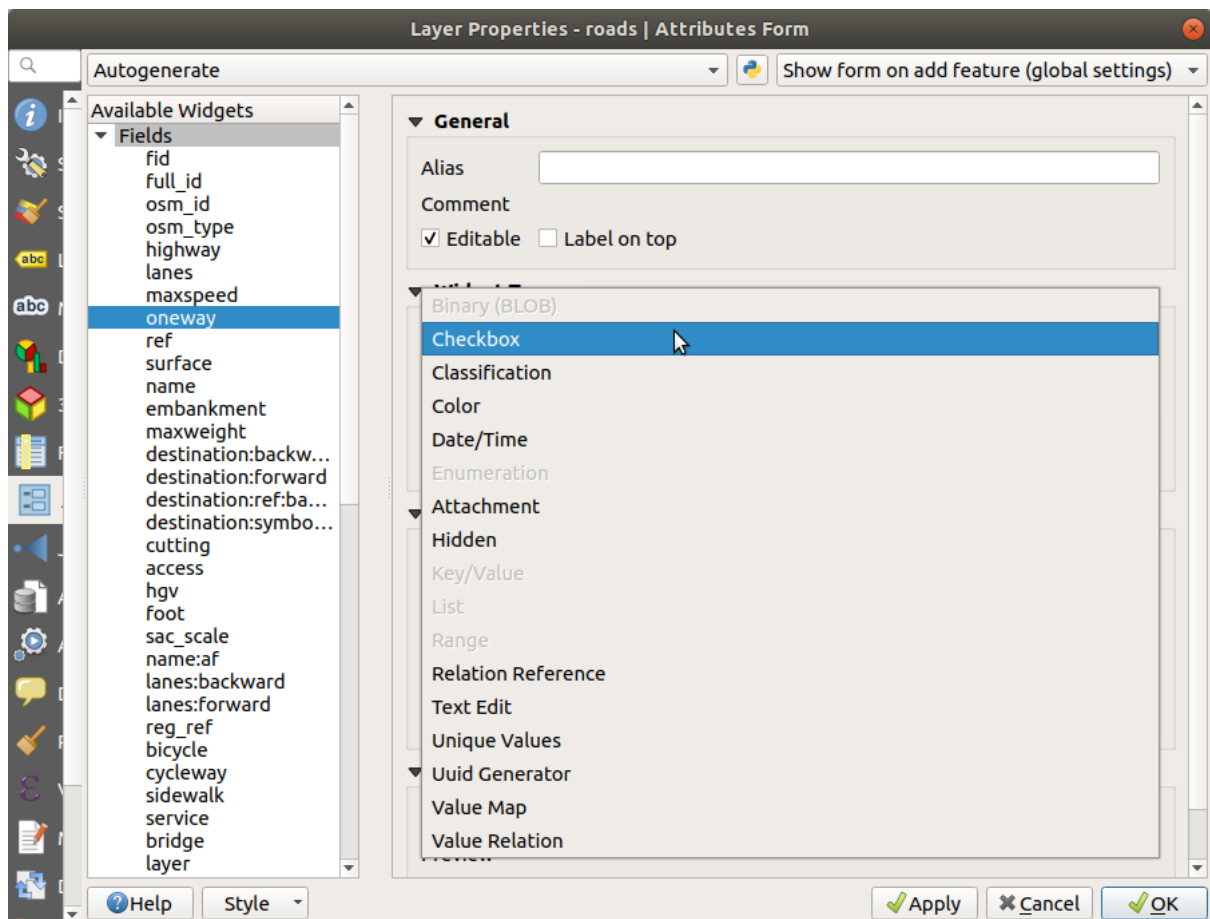 Layer Properties - roads | Attributes Form
Autogenerate
Show form on add feature (global settings)
Available Widgets
Fields
fid
full_id
osm_id
osm_type
highway
lanes
maxspeed
oneway
ref
surface
name
embankment
maxweight
destination:backw...
destination:forward
destination:ref:ba...
destination:symbo...
cutting
access
hgv
foot
sac_scale
name:af
lanes:backward
lanes:forward
reg_ref
bicycle
cycleway
sidewalk
service
bridge
layer
General
Alias
Comment
Editable
Label on top
Binary (BLOB)
Checkbox
Classification
Color
Date/Time
Enumeration
Attachment
Hidden
Key/Value
List
Range
Relation Reference
Text Edit
Unique Values
Uuid Generator
Value Map
Value Relation
abc
abc
Help
Style
Apply
Cancel
OK